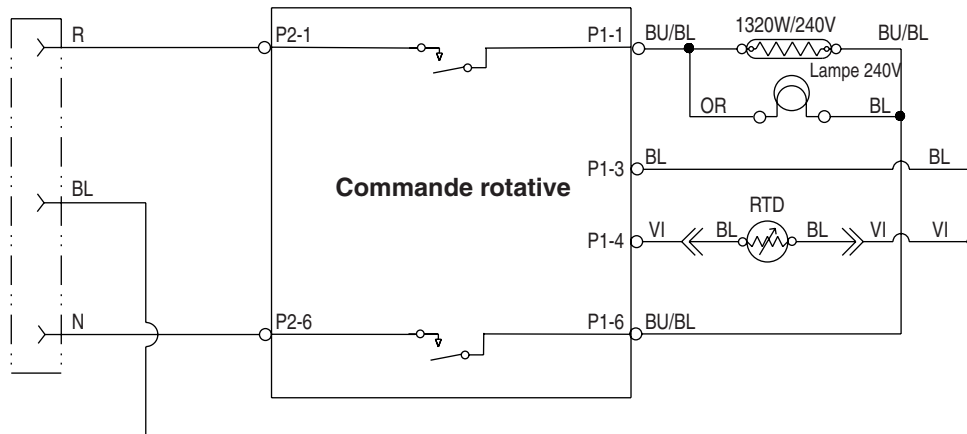 R
P2-1
P1-1
BU/BL
1320W/240V
BU/BL
Lampe 240V
OR
BL
P1-3
BL
BL
BL
Commande rotative
RTD
P1-4
VI
BL
BL
VI
VI
N
P2-6
P1-6
BU/BL